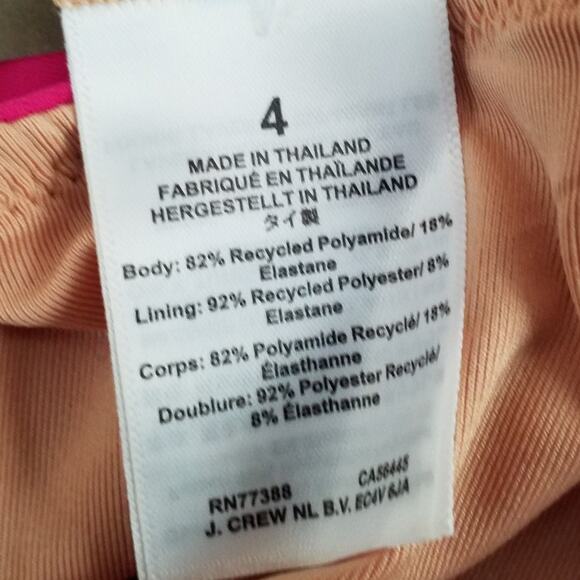 4
MADE IN THAILAND
FABRIQUÉ EN THAÏLANDE
HERGESTELLT IN THAILAND
タイ製
Body: 82% Recycled Polyamide/ 18%
Elastane
Lining: 92% Recycled Polyester/ 8%
Elastane
Corps: 82% Polyamide Recyclé/ 18%
Élasthanne
Doublure: 92% Polyester Recyclé/
8% Élasthanne
RN77388 CA56445
J. CREW NL B.V. EC4V 6JA